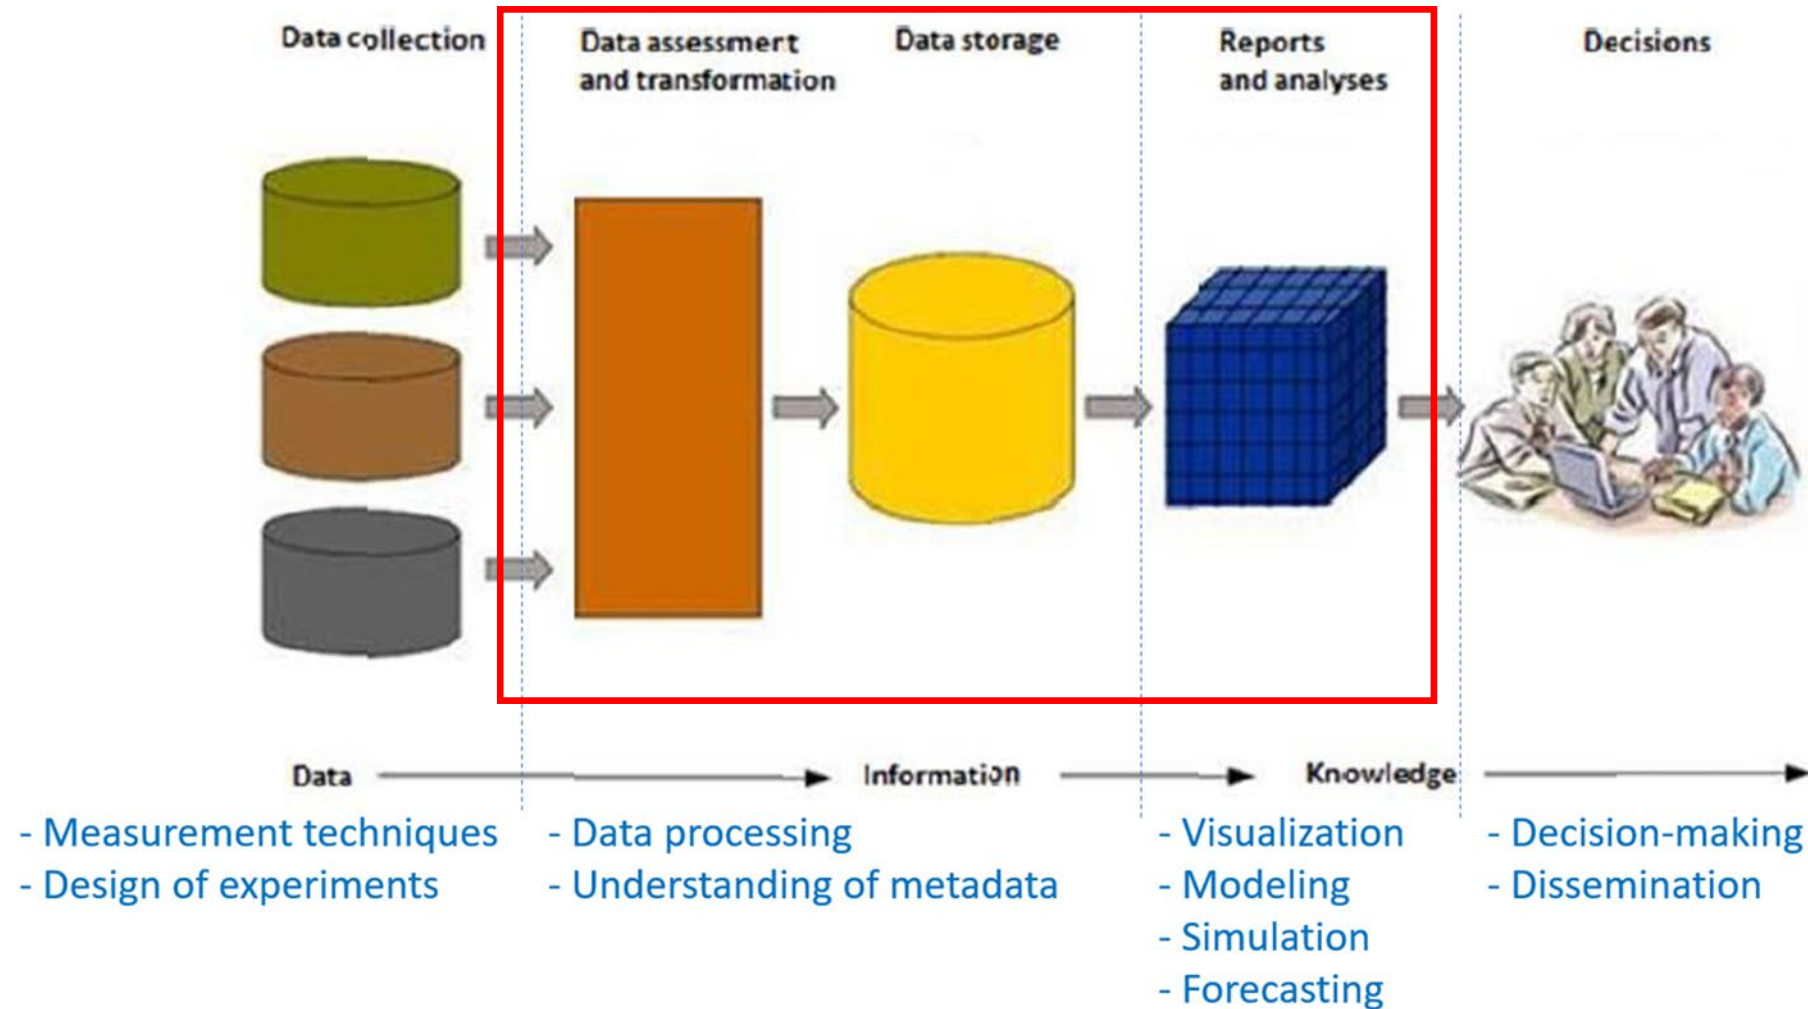 Data collection
Data assessmert
and transformation
Data storage
Reports
and analyses
Decisions
Data
Information
Knowledge
- Measurement techniques
- Design of experiments
- Data processing
- Understanding of metadata
- Visualization
- Modeling
- Simulation
- Forecasting
- Decision-making
- Dissemination